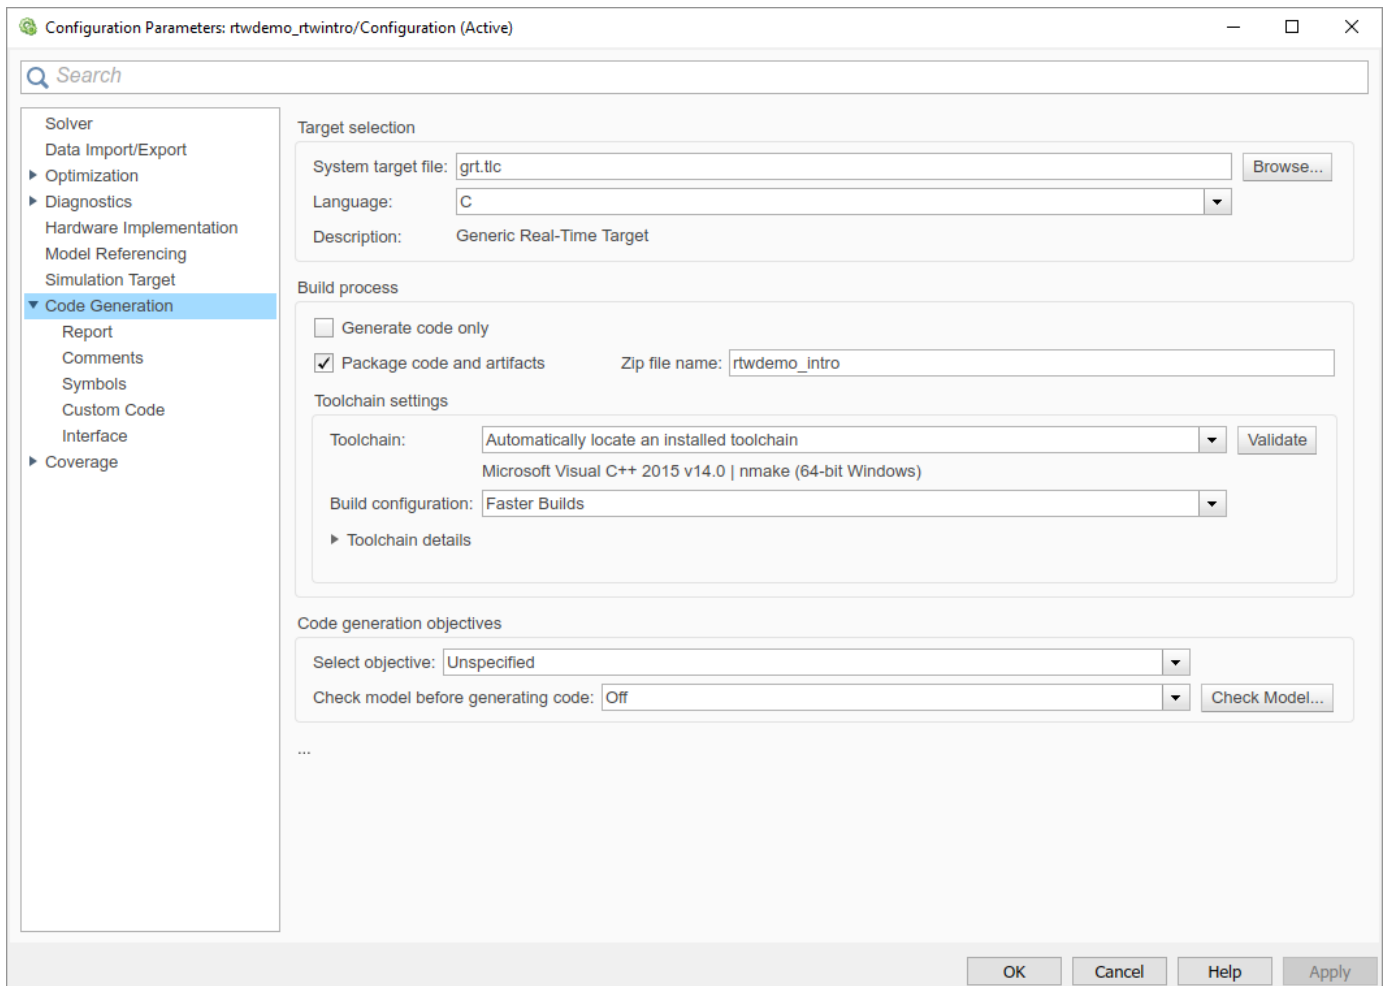 Configuration Parameters: rtwdemo_rtwintro/Configuration (Active)
Search
Solver
Data Import/Export
Optimization
Diagnostics
Hardware Implementation
Model Referencing
Simulation Target
Code Generation
Report
Comments
Symbols
Custom Code
Interface
Coverage
Target selection
System target file: grt.tlc Browse...
Language: C
Description: Generic Real-Time Target
Build process
Generate code only
Package code and artifacts Zip file name: rtwdemo_intro
Toolchain settings
Toolchain: Automatically locate an installed toolchain Validate
Microsoft Visual C++ 2015 v14.0 | nmake (64-bit Windows)
Build configuration: Faster Builds
Toolchain details
Code generation objectives
Select objective: Unspecified
Check model before generating code: Off Check Model...
...
OK Cancel Help Apply